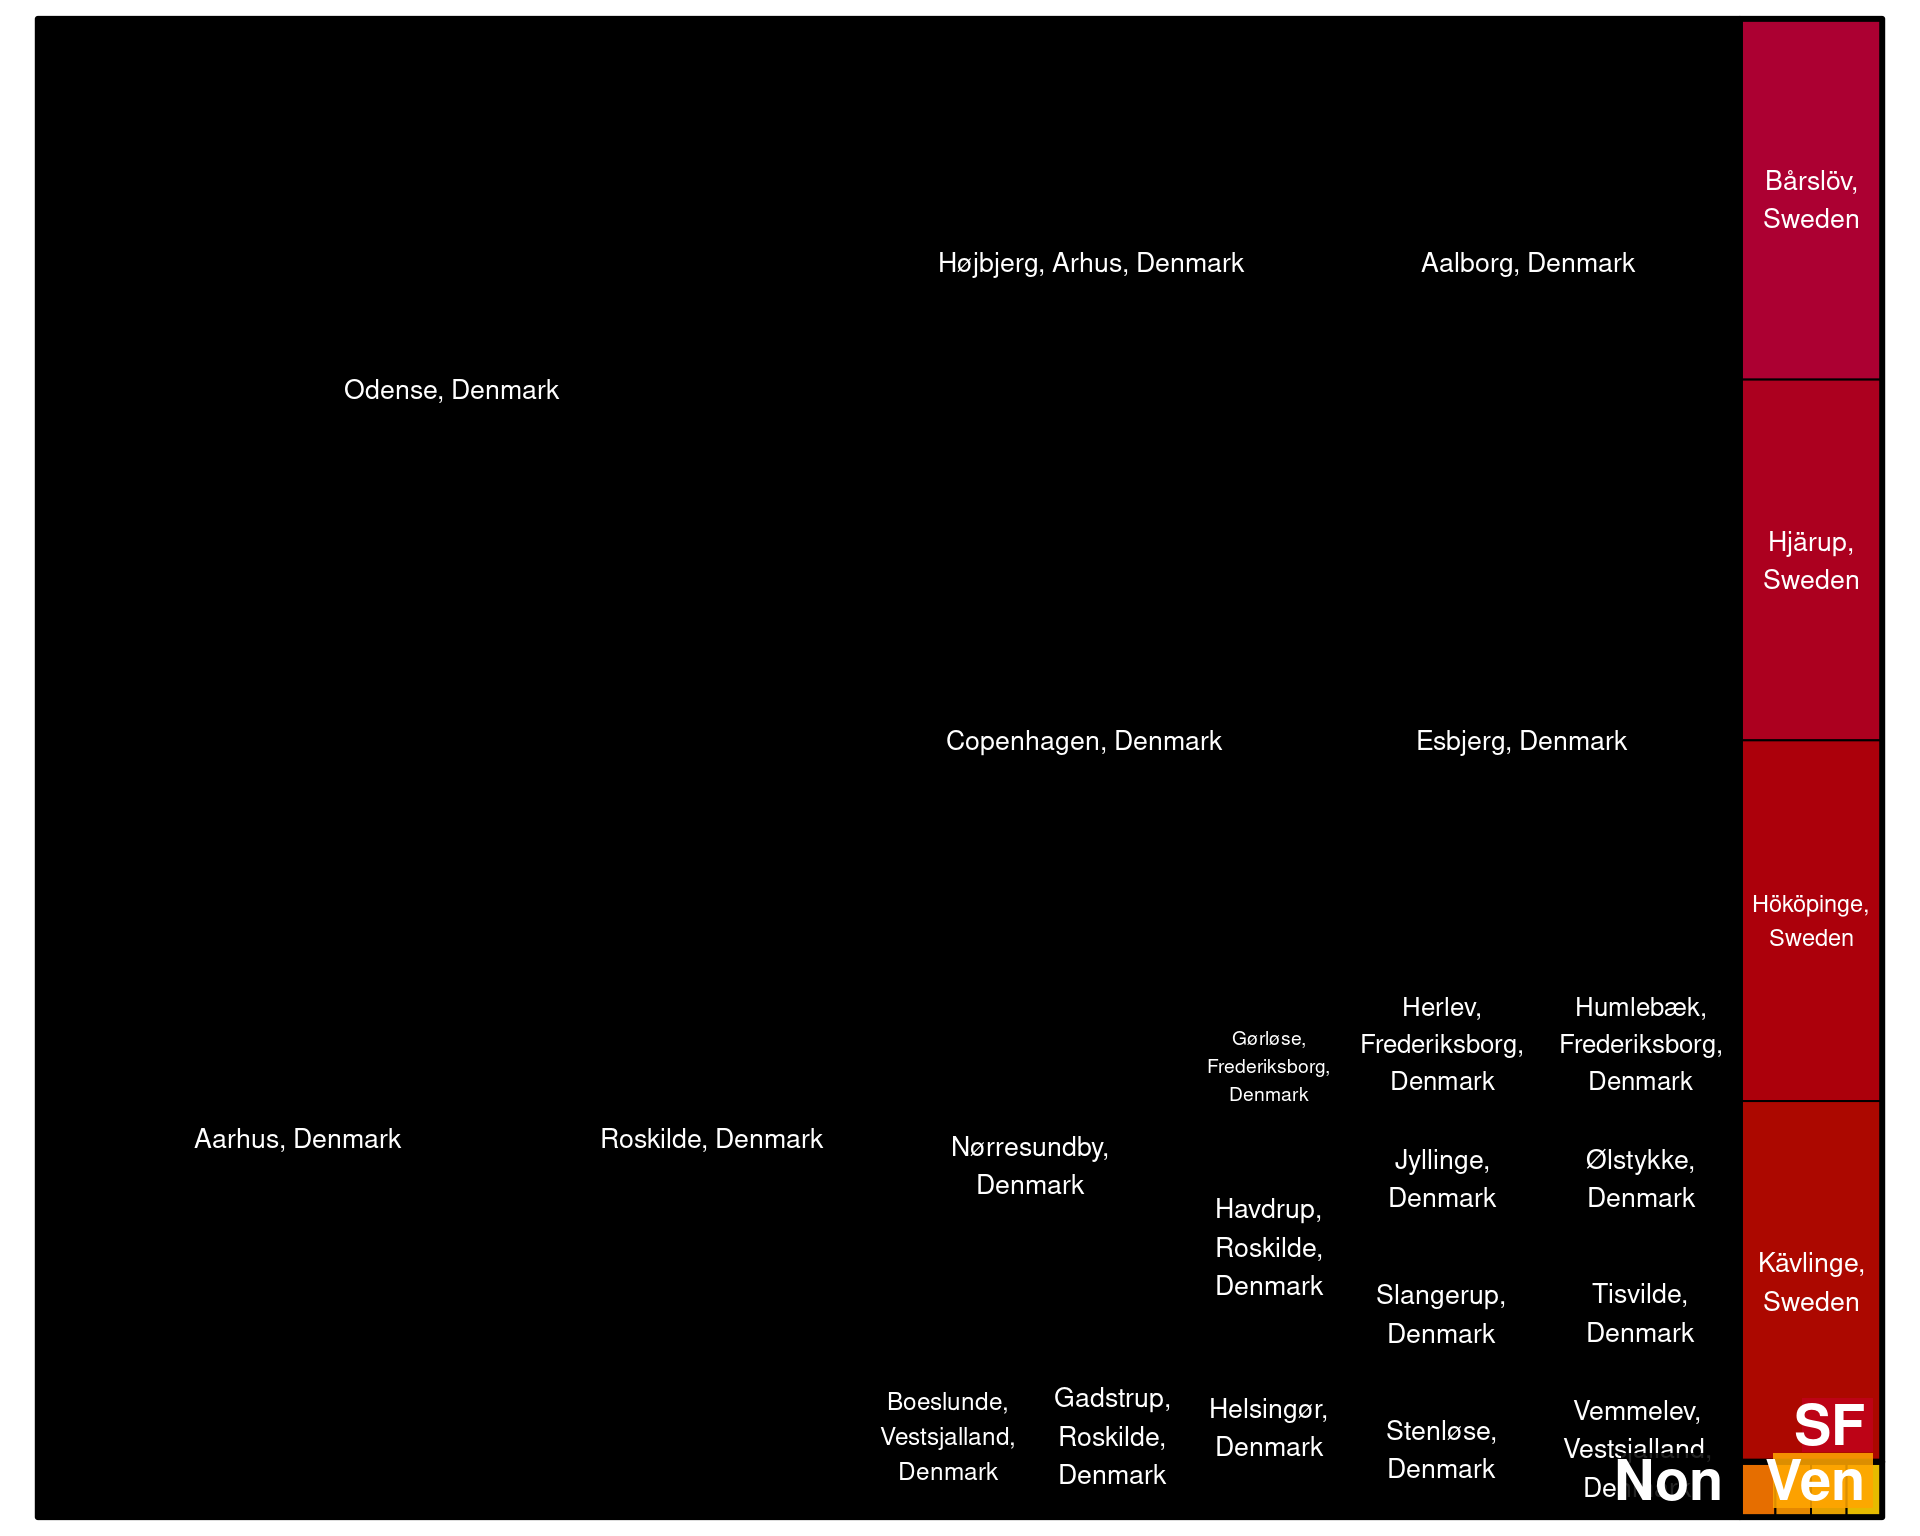 Odense, Denmark
Højbjerg, Arhus, Denmark
Aalborg, Denmark
Copenhagen, Denmark
Esbjerg, Denmark
Aarhus, Denmark
Roskilde, Denmark
Nørresundby,
Denmark
Gørløse,
Frederiksborg,
Denmark
Herlev,
Frederiksborg,
Denmark
Humlebæk,
Frederiksborg,
Denmark
Havdrup,
Roskilde,
Denmark
Jyllinge,
Denmark
Ølstykke,
Denmark
Slangerup,
Denmark
Tisvilde,
Denmark
Boeslunde,
Vestsjalland,
Denmark
Gadstrup,
Roskilde,
Denmark
Helsingør,
Denmark
Stenløse,
Denmark
Vemmelev,
Vestsjalland,
Non
Bårslöv,
Sweden
Hjärup,
Sweden
Hököpinge,
Sweden
Kävlinge,
Sweden
SF
Ven